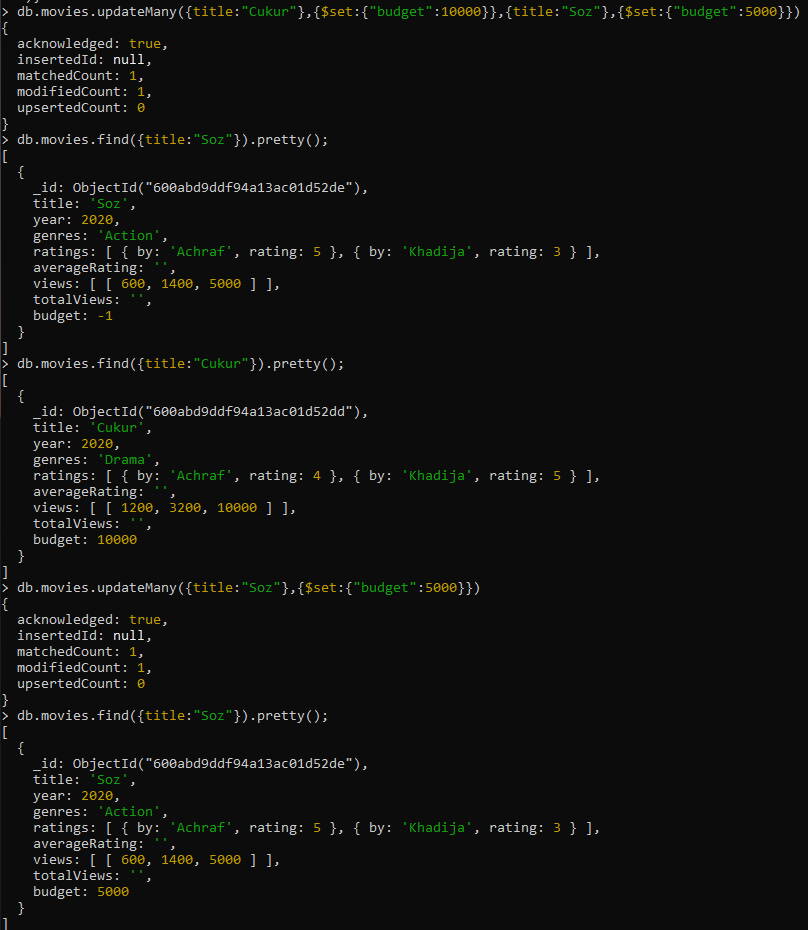 > db.movies.updateMany({title:"Cukur"},{$set:{"budget":10000}},{title:"Soz"},{$set:{"budget":5000}})
{
  acknowledged: true,
  insertedId: null,
  matchedCount: 1,
  modifiedCount: 1,
  upsertedCount: 0
}
> db.movies.find({title:"Soz"}).pretty();
[
  {
    _id: ObjectId("600abd9ddf94a13ac01d52de"),
    title: 'Soz',
    year: 2020,
    genres: 'Action',
    ratings: [ { by: 'Achraf', rating: 5 }, { by: 'Khadija', rating: 3 } ],
    averageRating: '',
    views: [ [ 600, 1400, 5000 ] ],
    totalViews: '',
    budget: -1
  }
]
> db.movies.find({title:"Cukur"}).pretty();
[
  {
    _id: ObjectId("600abd9ddf94a13ac01d52dd"),
    title: 'Cukur',
    year: 2020,
    genres: 'Drama',
    ratings: [ { by: 'Achraf', rating: 4 }, { by: 'Khadija', rating: 5 } ],
    averageRating: '',
    views: [ [ 1200, 3200, 10000 ] ],
    totalViews: '',
    budget: 10000
  }
]
> db.movies.updateMany({title:"Soz"},{$set:{"budget":5000}})
{
  acknowledged: true,
  insertedId: null,
  matchedCount: 1,
  modifiedCount: 1,
  upsertedCount: 0
}
> db.movies.find({title:"Soz"}).pretty();
[
  {
    _id: ObjectId("600abd9ddf94a13ac01d52de"),
    title: 'Soz',
    year: 2020,
    genres: 'Action',
    ratings: [ { by: 'Achraf', rating: 5 }, { by: 'Khadija', rating: 3 } ],
    averageRating: '',
    views: [ [ 600, 1400, 5000 ] ],
    totalViews: '',
    budget: 5000
  }
]